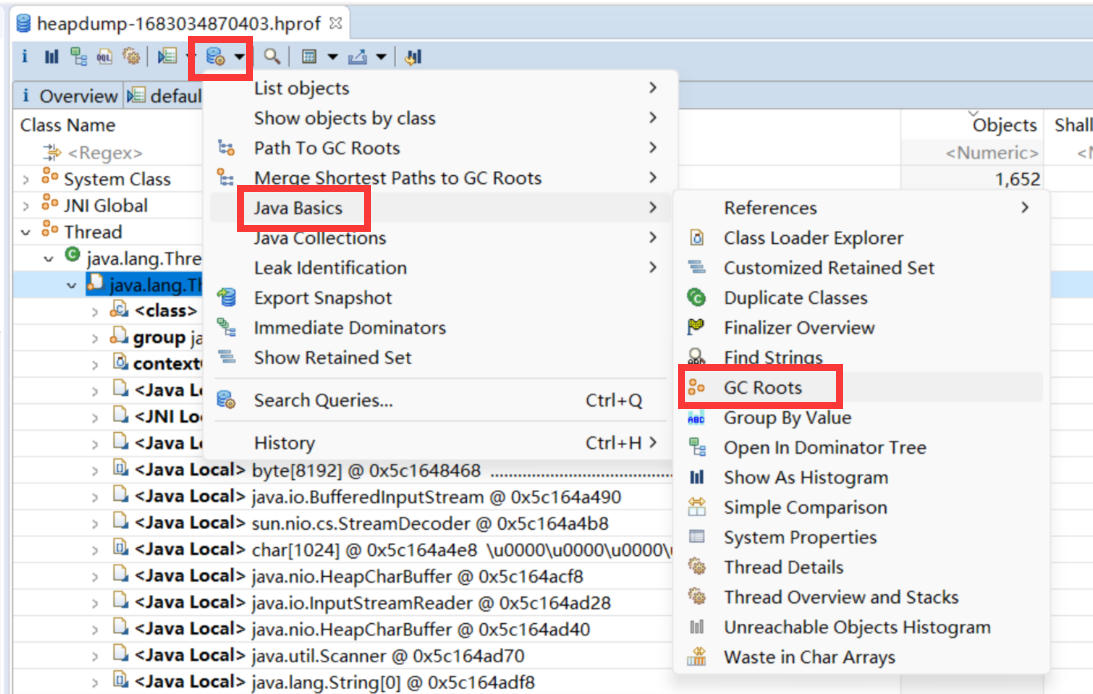 heapdump-1683034870403.hprof
i Overview defaul
Class Name
Objects Shall
<Regex>
<Numeric> <N
System Class
1,652
JNI Global
Thread
java.lang.Thre
java.lang.Th
<class>
group ja
context
<Java Lo
<JNI Lo
<Java Lo
<Java Local> byte[8192] @ 0x5c1648468 ....................................
<Java Local> java.io.BufferedInputStream @ 0x5c164a490
<Java Local> sun.nio.cs.StreamDecoder @ 0x5c164a4b8
<Java Local> char[1024] @ 0x5c164a4e8 \u0000\u0000\u0000\u
<Java Local> java.nio.HeapCharBuffer @ 0x5c164acf8
<Java Local> java.io.InputStreamReader @ 0x5c164ad28
<Java Local> java.nio.HeapCharBuffer @ 0x5c164ad40
<Java Local> java.util.Scanner @ 0x5c164ad70
<Java Local> java.lang.String[0] @ 0x5c164adf8
List objects
Show objects by class
Path To GC Roots
Merge Shortest Paths to GC Roots
Java Basics
Java Collections
Leak Identification
Export Snapshot
Immediate Dominators
Show Retained Set
Search Queries... Ctrl+Q
History Ctrl+H
References
Class Loader Explorer
Customized Retained Set
Duplicate Classes
Finalizer Overview
Find Strings
GC Roots
Group By Value
Open In Dominator Tree
Show As Histogram
Simple Comparison
System Properties
Thread Details
Thread Overview and Stacks
Unreachable Objects Histogram
Waste in Char Arrays